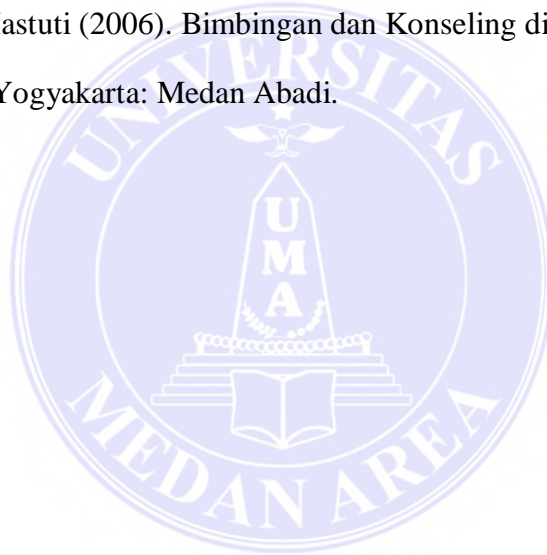 astuti (2006). Bimbingan dan Konseling di
Yogyakarta: Medan Abadi.
UNIVERSITAS
UMA
MEDAN AREA